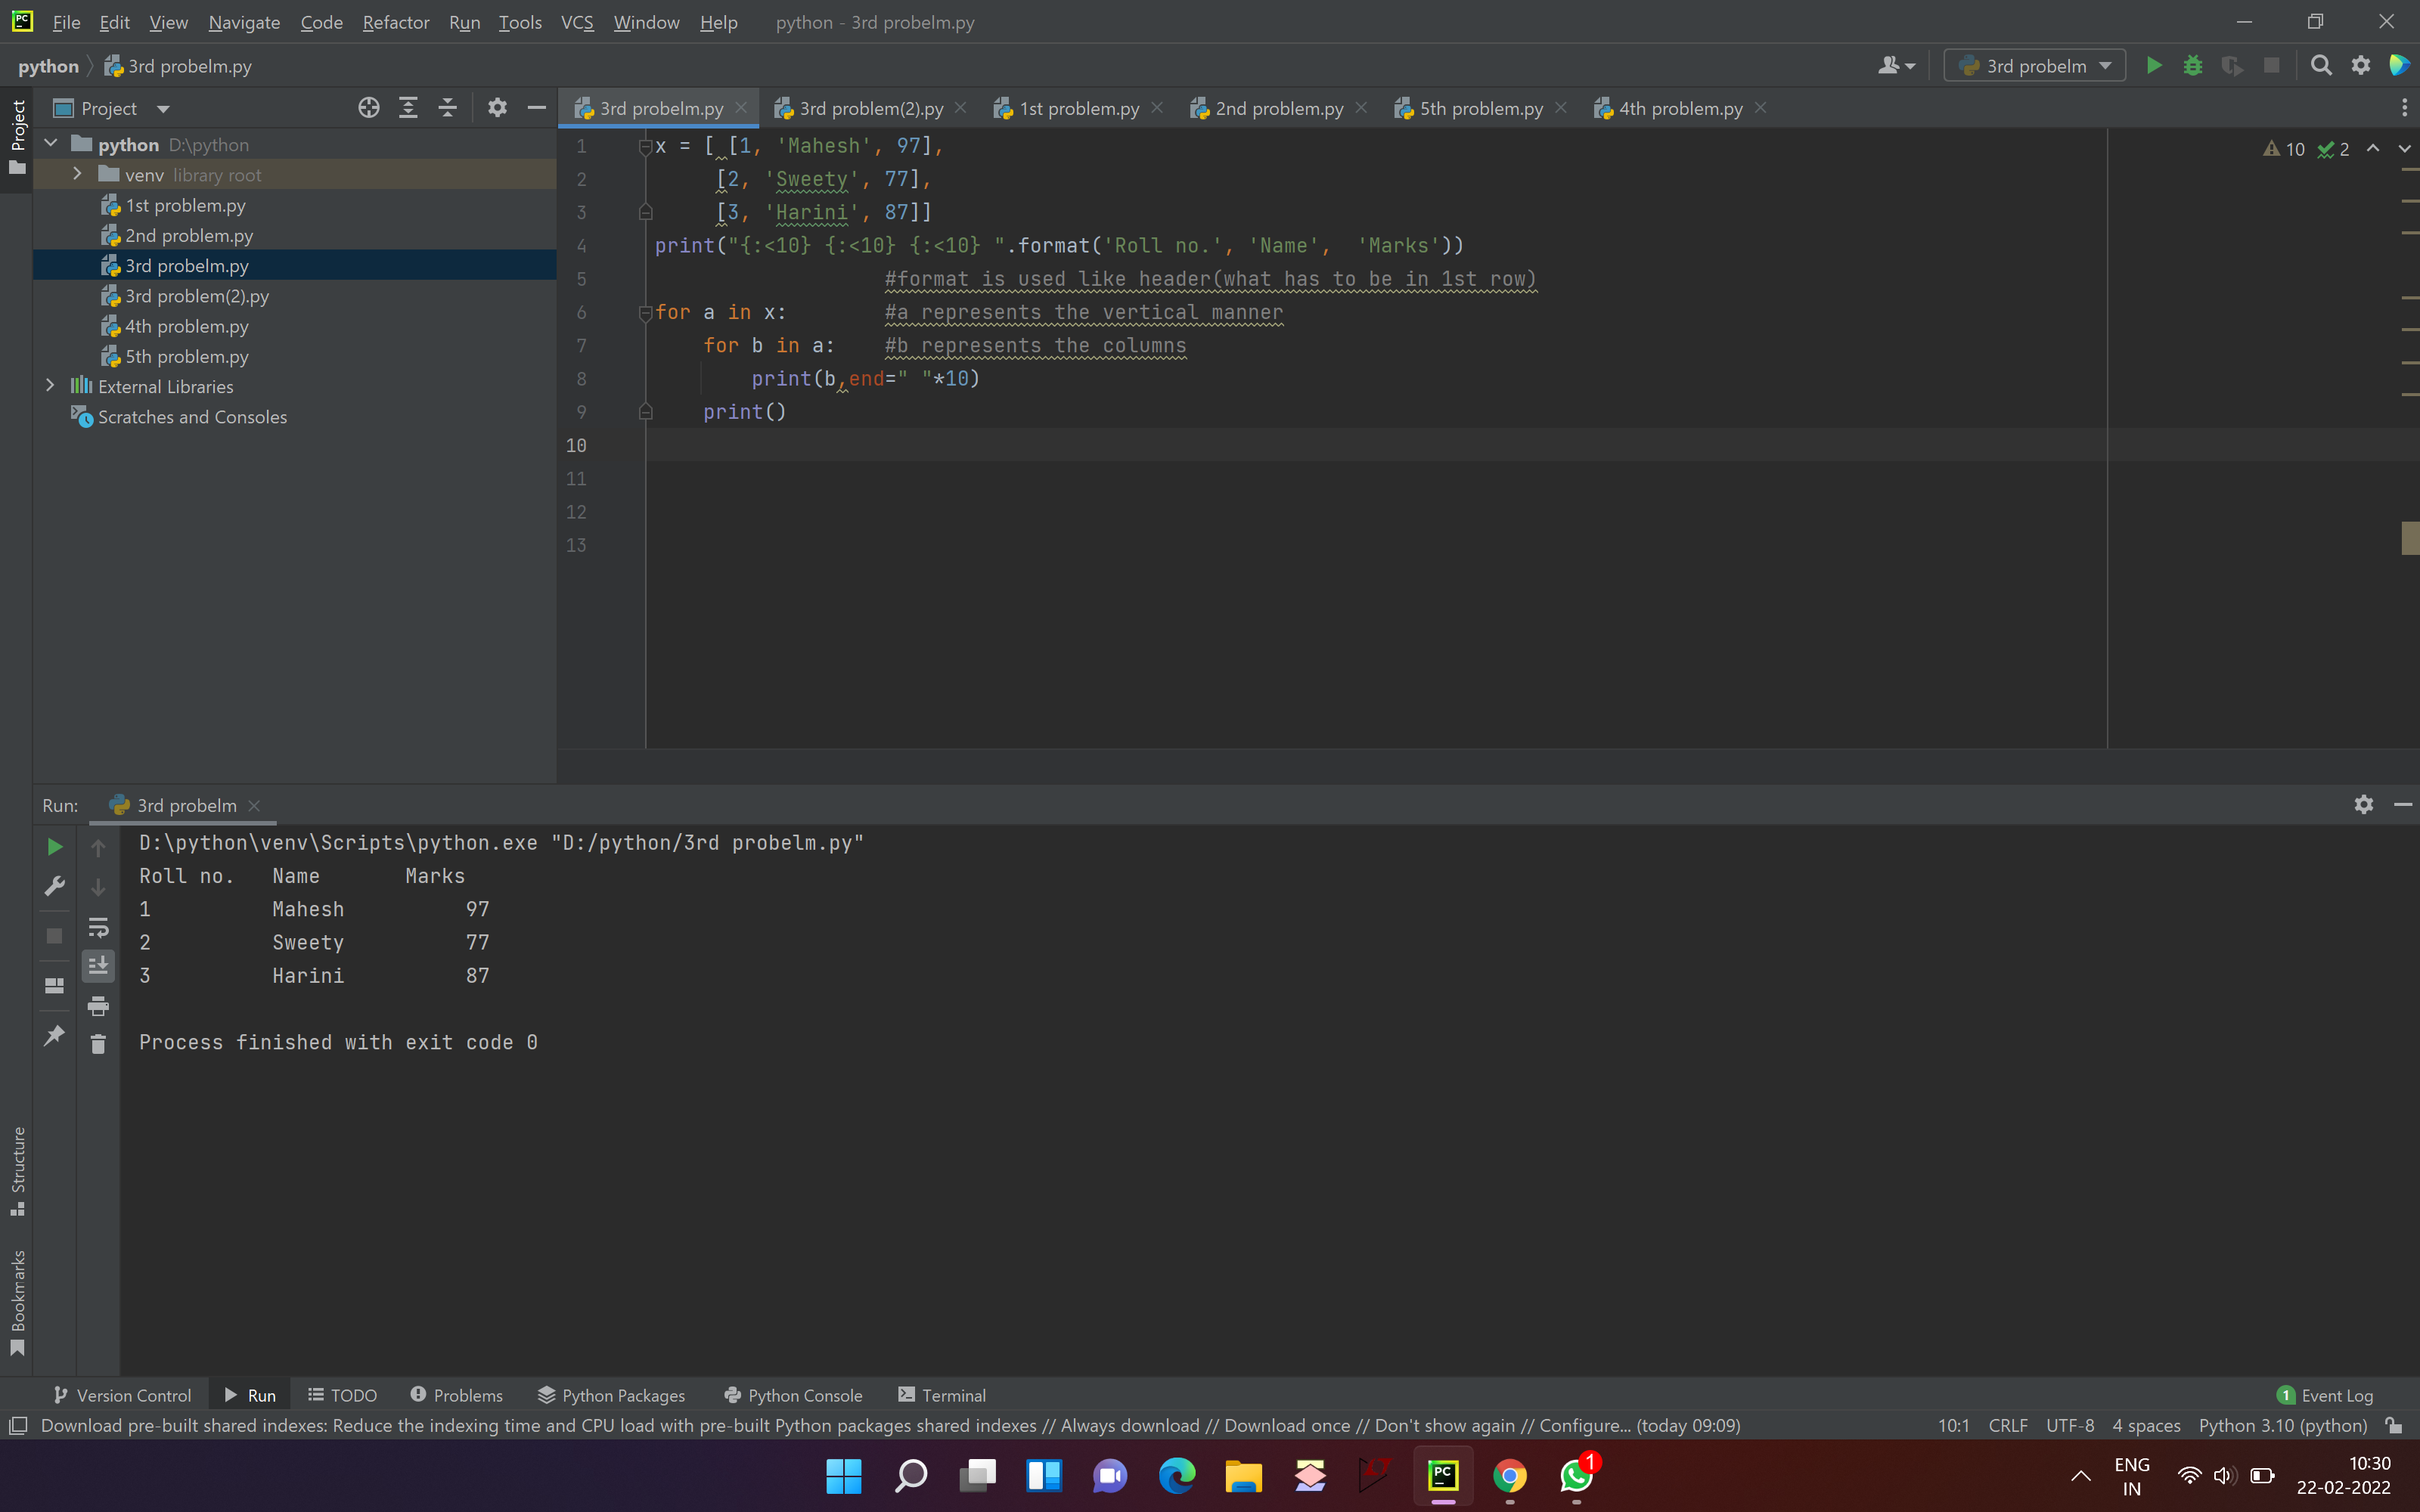 PC File Edit View Navigate Code Refactor Run Tools VCS Window Help python - 3rd probelm.py
python 3rd probelm.py 3rd probelm
Project
Project
3rd probelm.py 3rd problem(2).py 1st problem.py 2nd problem.py 5th problem.py 4th problem.py
python D:\python
venv library root
1st problem.py
2nd problem.py
3rd probelm.py
3rd problem(2).py
4th problem.py
5th problem.py
External Libraries
Scratches and Consoles
10 2
1 x = [ [1, 'Mahesh', 97],
2 [2, 'Sweety', 77],
3 [3, 'Harini', 87]]
4 print("{:<10} {:<10} {:<10} ".format('Roll no.', 'Name',  'Marks'))
5 #format is used like header(what has to be in 1st row)
6 for a in x: #a represents the vertical manner
7 for b in a: #b represents the columns
8 print(b,end=" "*10)
9 print()
10
11
12
13
Run: 3rd probelm
D:\python\venv\Scripts\python.exe "D:/python/3rd probelm.py"
Roll no. Name Marks
1 Mahesh 97
2 Sweety 77
3 Harini 87
Process finished with exit code 0
Structure
Bookmarks
Version Control Run TODO Problems Python Packages Python Console Terminal 1 Event Log
Download pre-built shared indexes: Reduce the indexing time and CPU load with pre-built Python packages shared indexes // Always download // Download once // Don't show again // Configure... (today 09:09) 10:1 CRLF UTF-8 4 spaces Python 3.10 (python)
PC 1 ENG 10:30
IN 22-02-2022